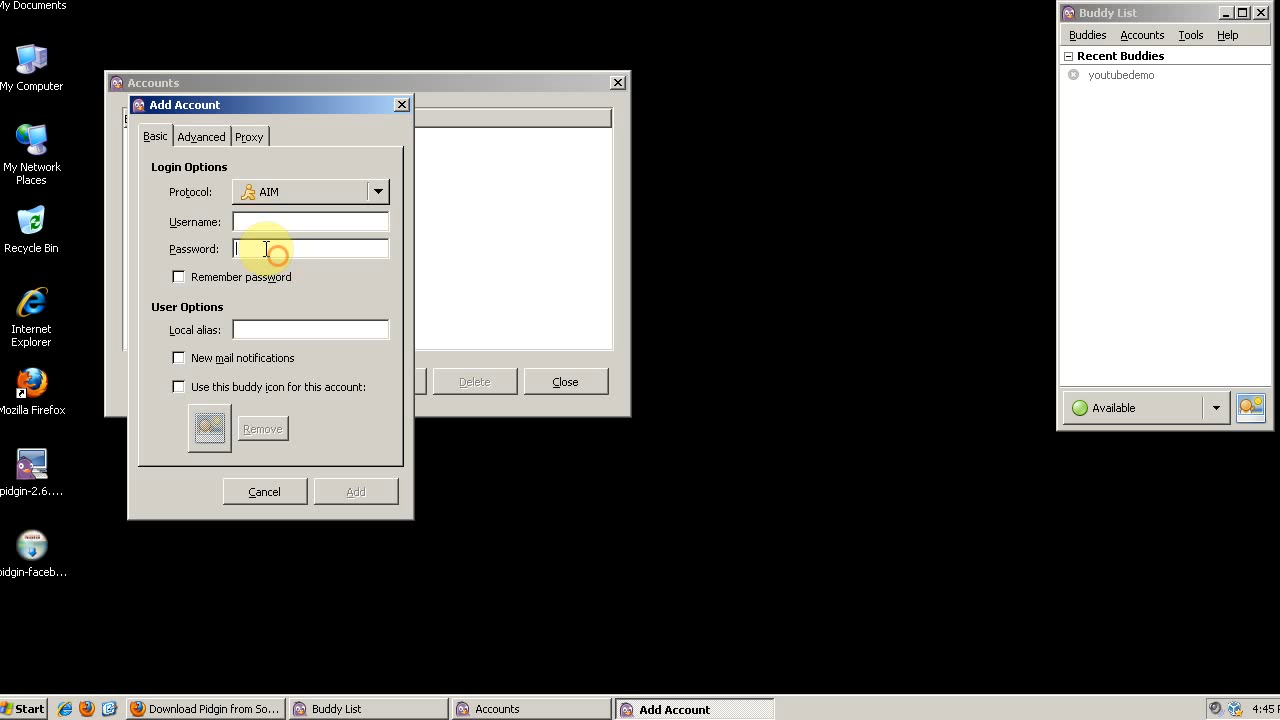 My Documents
My Computer
My Network
Places
Recycle Bin
Internet
Explorer
Mozilla Firefox
pidgin-2.6....
pidgin-faceb...
Accounts
Add Account
Basic
Advanced
Proxy
Login Options
Protocol:
AIM
Username:
Password:
Remember password
User Options
Local alias:
New mail notifications
Use this buddy icon for this account:
Remove
Cancel
Add
Delete
Close
Buddy List
Buddies
Accounts
Tools
Help
Recent Buddies
youtubedemo
Available
Start
Download Pidgin from So...
Buddy List
Accounts
Add Account
4:45 P